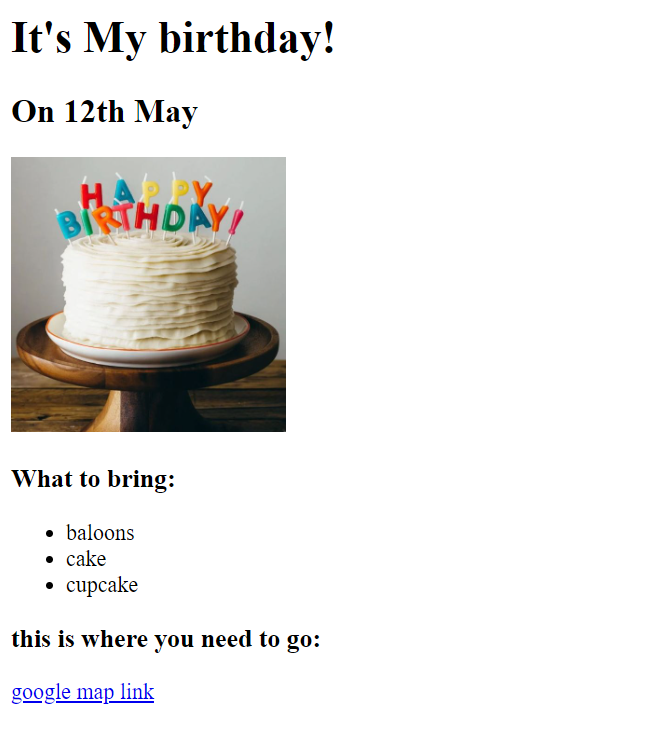 It's My birthday!
On 12th May
HAPPY
BIRTHDAY!
What to bring:
baloons
cake
cupcake
this is where you need to go:
google map link